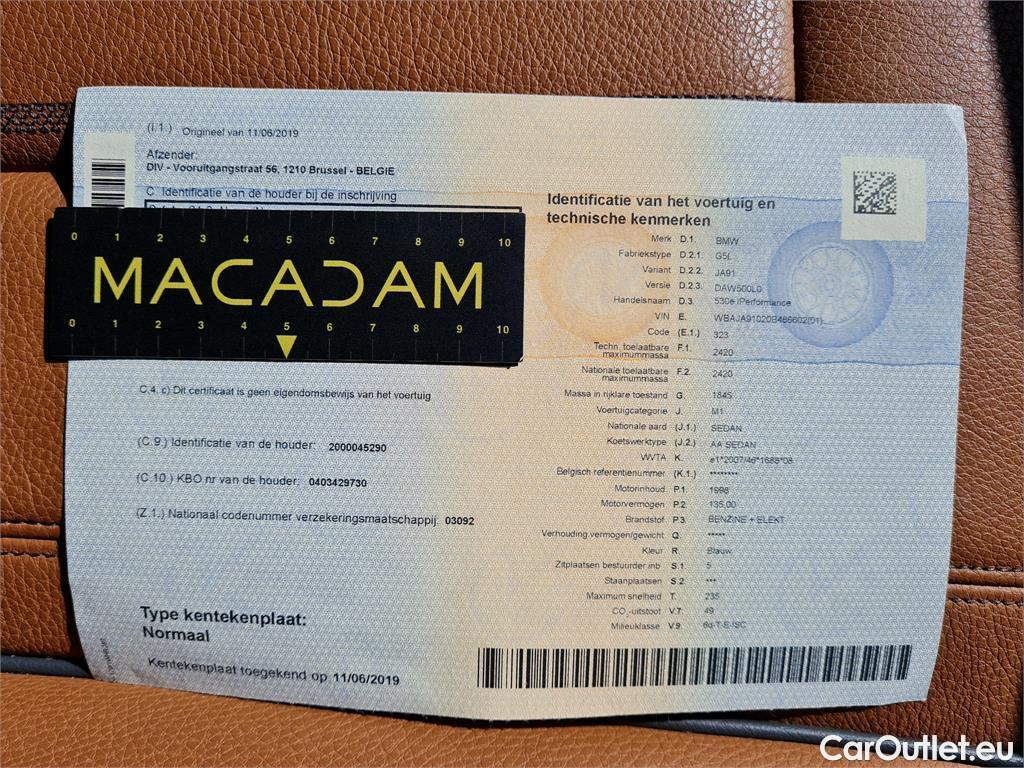 (I.1.) Origineel van 11/06/2019
Afzender:
DIV - Vooruitgangstraat 56, 1210 Brussel - BELGIE
C. Identificatie van de houder bij de inschrijving
0 1 2 3 4 5 6 7 8 9 10
MACADAM
0 1 2 3 4 5 6 7 8 9 10
C.4. c) Dit certificaat is geen eigendomsbewijs van het voertuig
(C.9.) Identificatie van de houder: 2000045290
(C.10.) KBO nr van de houder: 0403429730
(Z.1.) Nationaal codenummer verzekeringsmaatschappij: 03092
Type kentekenplaat:
Normaal
Kentekenplaat toegekend op 11/06/2019
Identificatie van het voertuig en
technische kenmerken
Merk D.1. BMW
Fabriekstype D.2.1. G5L
Variant D.2.2. JA91
Versie D.2.3. DAW500L0
Handelsnaam D.3. 530e iPerformance
VIN E. WBAJA91020B486602(01)
Code (E.1.) 323
Techn. toelaatbare
maximummassa F.1. 2420
Nationale toelaatbare
maximummassa F.2. 2420
Massa in rijklare toestand G. 1845
Voertuigcategorie J. M1
Nationale aard (J.1.) SEDAN
Koetswerktype (J.2.) AA SEDAN
WVTA K. e1*2007/46*1688*08
Belgisch referentienummer (K.1.) ********
Motorinhoud P.1. 1998
Motorvermogen P.2. 135.00
Brandstof P.3. BENZINE + ELEKT
Verhouding vermogen/gewicht Q. *****
Kleur R. Blauw
Zitplaatsen bestuurder inb S.1. 5
Staanplaatsen S.2. ***
Maximum snelheid T. 235
CO₂-uitstoot V.7. 49
Milieuklasse V.9. 6d-T-E-ISC
CarOutlet.eu